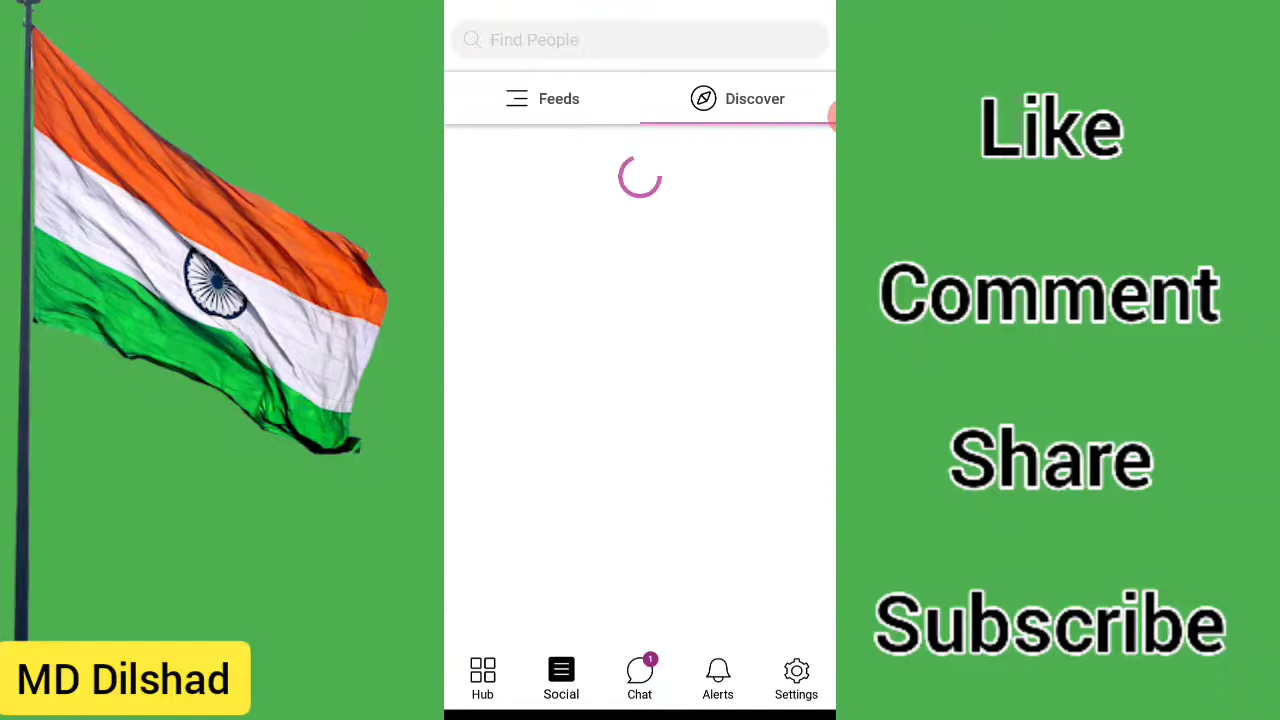 Find People
Feeds
Discover
1
Hub
Social
Chat
Alerts
Settings
MD Dilshad
Like
Comment
Share
Subscribe